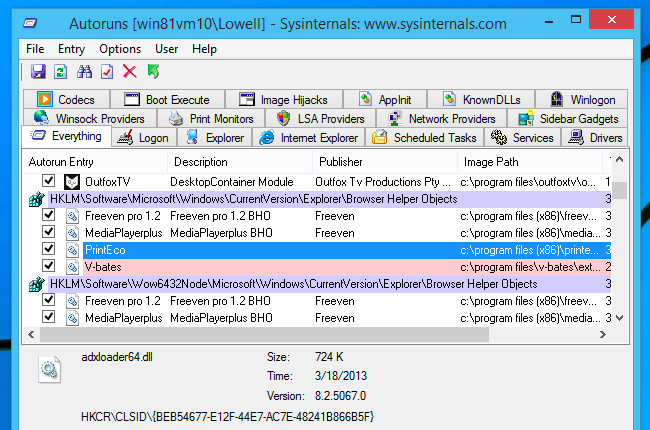 Autoruns [win81vm10\Lowell] - Sysinternals: www.sysinternals.com
File Entry Options User Help
Codecs Boot Execute Image Hijacks AppInit KnownDLLs Winlogon
Winsock Providers Print Monitors LSA Providers Network Providers Sidebar Gadgets
Everything Logon Explorer Internet Explorer Scheduled Tasks Services Drivers
Autorun Entry Description Publisher Image Path
OutfoxTV DesktopContainer Module Outfox Tv Productions Pty ... c:\program files\outfoxtv\o... 1
HKLM\Software\Microsoft\Windows\CurrentVersion\Explorer\Browser Helper Objects 3
Freeven pro 1.2 Freeven pro 1.2 BHO Freeven c:\program files (x86)\freev... 3
MediaPlayerplus MediaPlayerplus BHO Freeven c:\program files (x86)\media... 3
PrintEco c:\program files (x86)\printe... 3
V-bates c:\program files\v-bates\ext... 2
HKLM\Software\Wow6432Node\Microsoft\Windows\CurrentVersion\Explorer\Browser Helper Objects 3
Freeven pro 1.2 Freeven pro 1.2 BHO Freeven c:\program files (x86)\freev... 3
MediaPlayerplus MediaPlayerplus BHO Freeven c:\program files (x86)\media... 3
adxloader64.dll Size: 724 K
Time: 3/18/2013
Version: 8.2.5067.0
HKCR\CLSID\{BEB54677-E12F-44E7-AC7E-48241B866B5F}